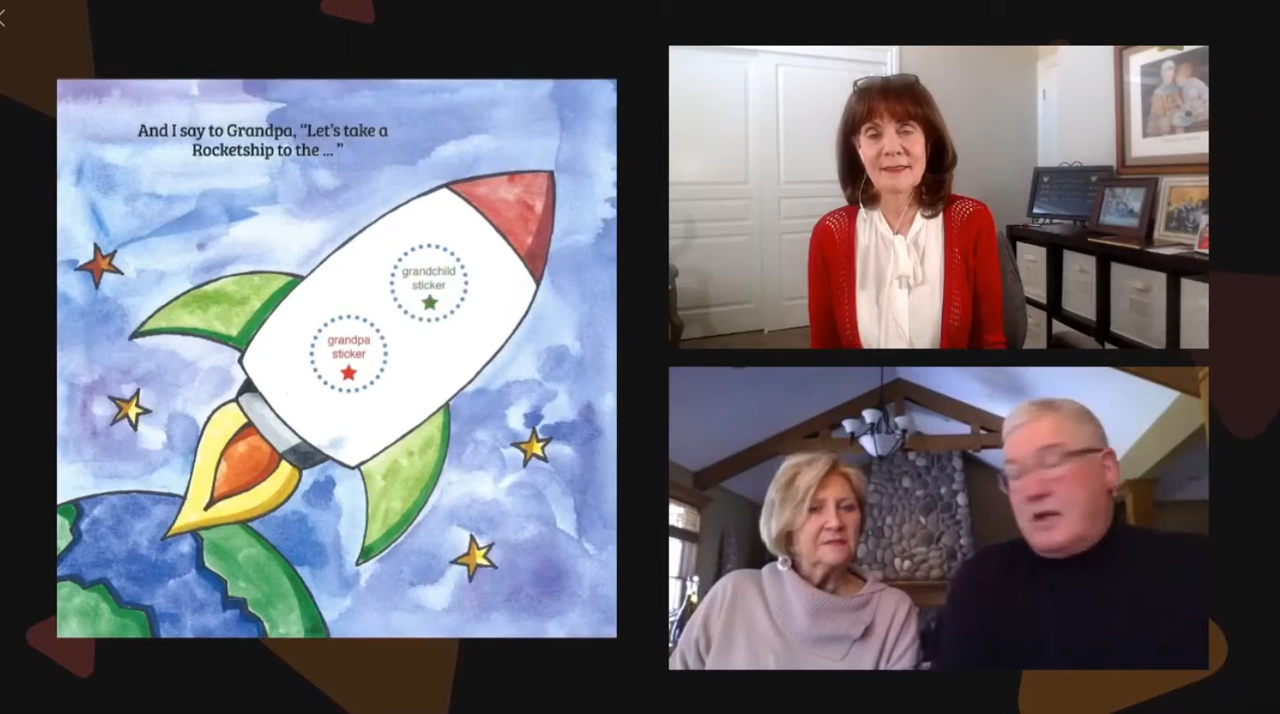 And I say to Grandpa, “Let’s take a
Rocketship to the ... ”
grandchild
sticker
grandpa
sticker